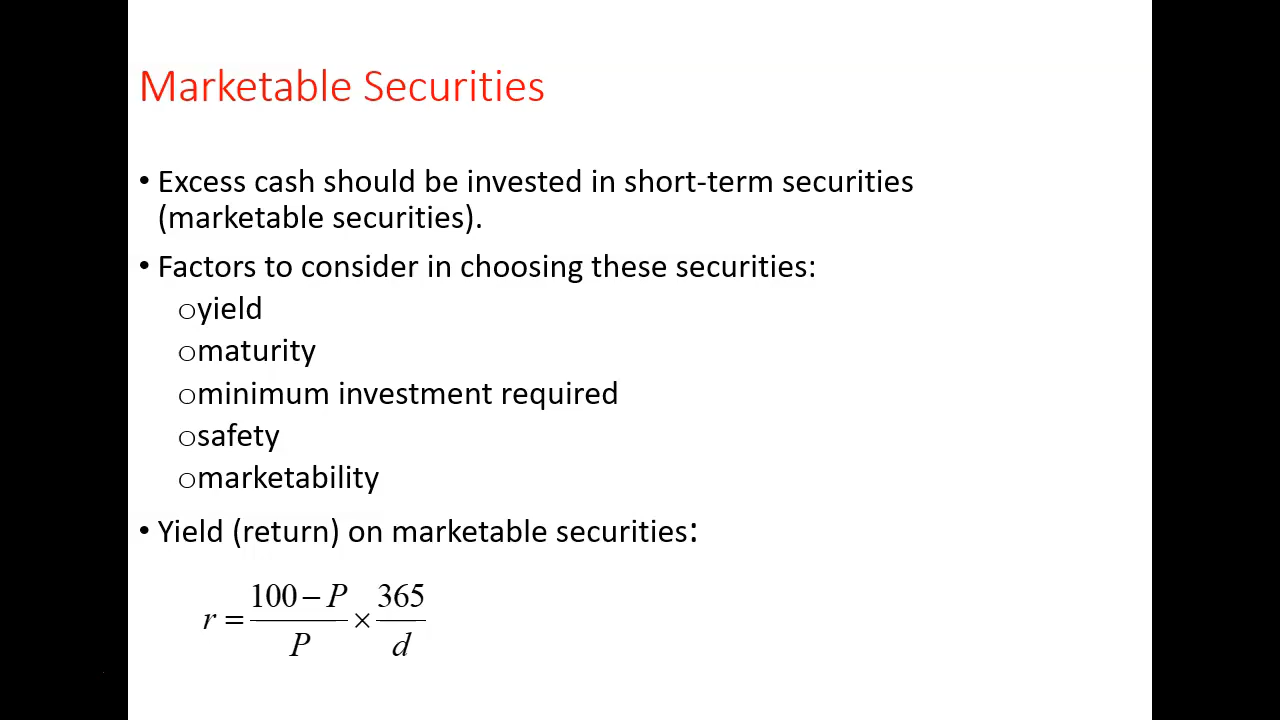 Marketable Securities
• Excess cash should be invested in short-term securities
(marketable securities).
• Factors to consider in choosing these securities:
○yield
○maturity
○minimum investment required
○safety
○marketability
• Yield (return) on marketable securities:
r = (100 − P)/P × 365/d